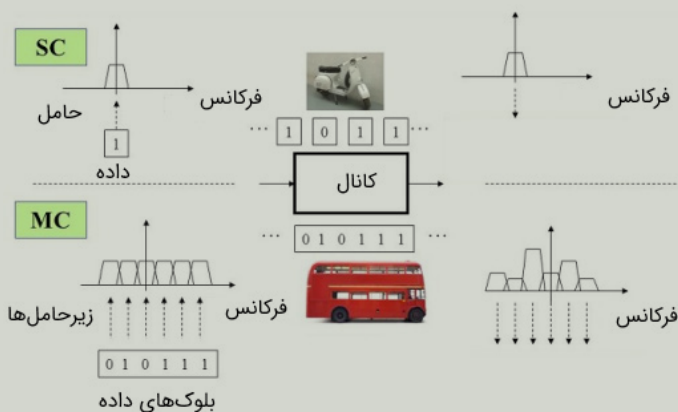 SC
فرکانس
حامل
1
داده
... 1 0 1 1 ...
کانال
فرکانس
MC
فرکانس
زیرحامل‌ها
0 1 0 1 1 1
بلوک‌های داده
... 0 1 0 1 1 1 ...
فرکانس